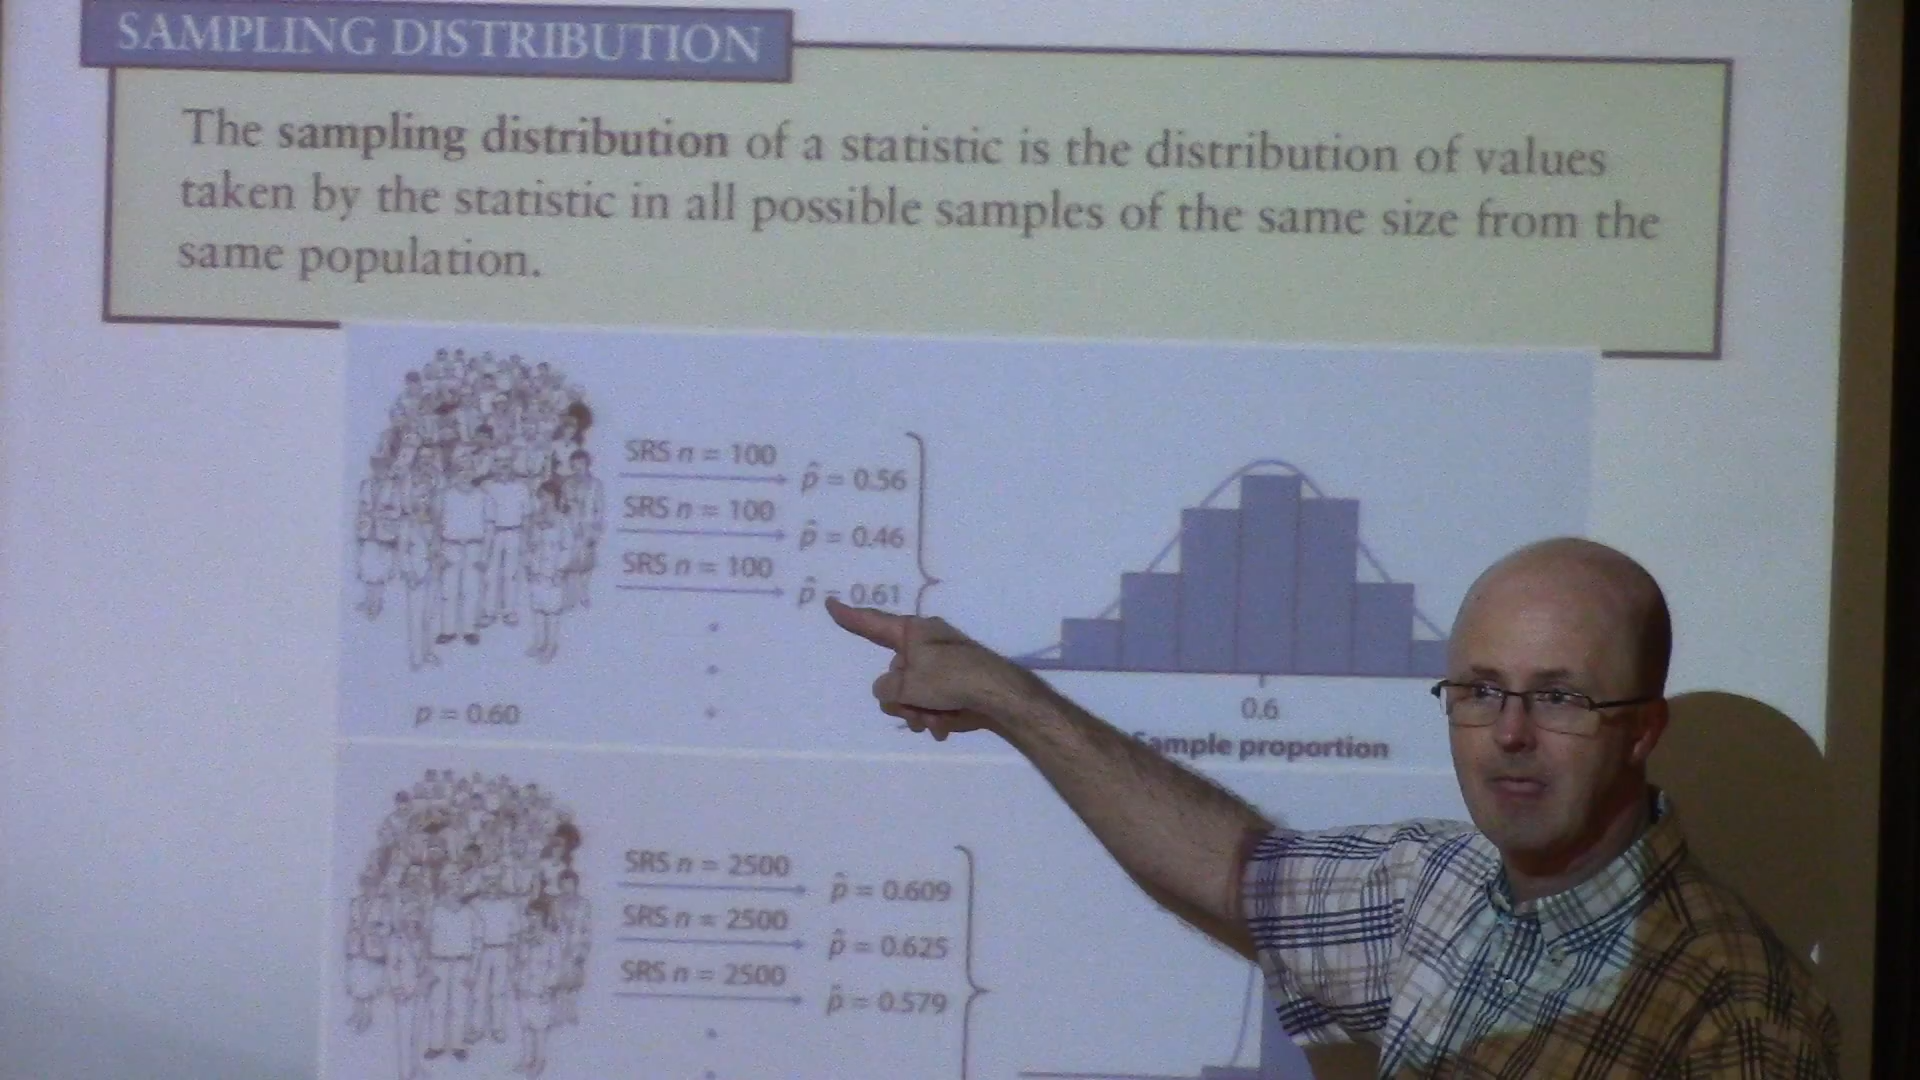 SAMPLING DISTRIBUTION
The sampling distribution of a statistic is the distribution of values
taken by the statistic in all possible samples of the same size from the
same population.
SRS n = 100
p̂ = 0.56
SRS n = 100
p̂ = 0.46
SRS n = 100
p̂ = 0.61
p = 0.60
0.6
Sample proportion
SRS n = 2500
p̂ = 0.609
SRS n = 2500
p̂ = 0.625
SRS n = 2500
p̂ = 0.579